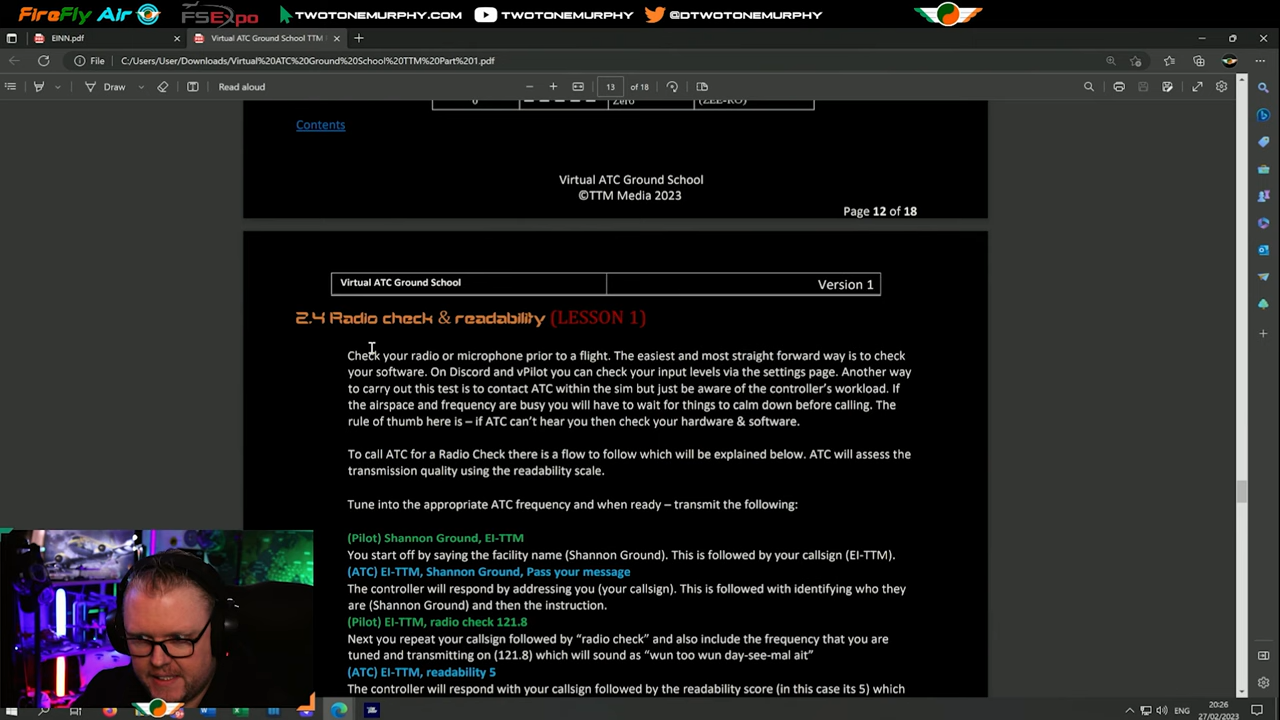 FireFly Air FSExpo TWOTONEMURPHY.COM TWOTONEMURPHY @DTWOTONEMURPHY
EINN.pdf Virtual ATC Ground School TTM
File C:/Users/User/Downloads/Virtual%20ATC%20Ground%20School%20TTM%20Part%201.pdf
Draw Read aloud 13 of 18
0 Zero (ZEE-RO)
Contents
Virtual ATC Ground School
©TTM Media 2023
Page 12 of 18
Virtual ATC Ground School Version 1
2.4 Radio check & readability (LESSON 1)
Check your radio or microphone prior to a flight. The easiest and most straight forward way is to check
your software. On Discord and vPilot you can check your input levels via the settings page. Another way
to carry out this test is to contact ATC within the sim but just be aware of the controller's workload. If
the airspace and frequency are busy you will have to wait for things to calm down before calling. The
rule of thumb here is – if ATC can't hear you then check your hardware & software.
To call ATC for a Radio Check there is a flow to follow which will be explained below. ATC will assess the
transmission quality using the readability scale.
Tune into the appropriate ATC frequency and when ready – transmit the following:
(Pilot) Shannon Ground, EI-TTM
You start off by saying the facility name (Shannon Ground). This is followed by your callsign (EI-TTM).
(ATC) EI-TTM, Shannon Ground, Pass your message
The controller will respond by addressing you (your callsign). This is followed with identifying who they
are (Shannon Ground) and then the instruction.
(Pilot) EI-TTM, radio check 121.8
Next you repeat your callsign followed by "radio check" and also include the frequency that you are
tuned and transmitting on (121.8) which will sound as "wun too wun day-see-mal ait"
(ATC) EI-TTM, readability 5
The controller will respond with your callsign followed by the readability score (in this case its 5) which
ENG 20:26
27/02/2023